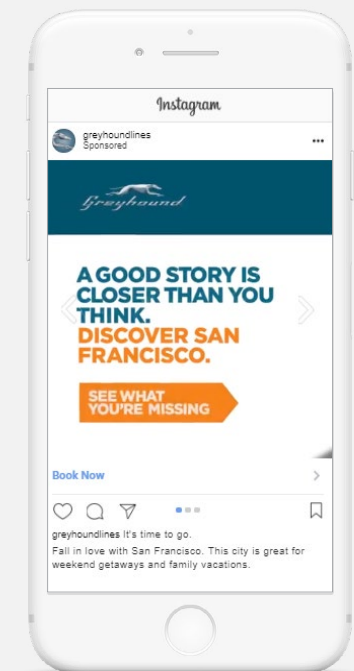 Instagram
greyhoundlines
Sponsored
Greyhound
A GOOD STORY IS
CLOSER THAN YOU
THINK.
DISCOVER SAN
FRANCISCO.
SEE WHAT
YOU'RE MISSING
Book Now
greyhoundlines It's time to go.
Fall in love with San Francisco. This city is great for
weekend getaways and family vacations.